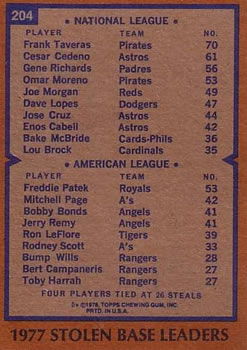 204
★ NATIONAL LEAGUE ★
PLAYER TEAM NO.
Frank Taveras Pirates 70
Cesar Cedeno Astros 61
Gene Richards Padres 56
Omar Moreno Pirates 53
Joe Morgan Reds 49
Dave Lopes Dodgers 47
Jose Cruz Astros 44
Enos Cabell Astros 42
Bake McBride Cards-Phils 36
Lou Brock Cardinals 35
★ AMERICAN LEAGUE ★
PLAYER TEAM NO.
Freddie Patek Royals 53
Mitchell Page A's 42
Bobby Bonds Angels 41
Jerry Remy Angels 41
Ron LeFlore Tigers 39
Rodney Scott A's 33
Bump Wills Rangers 28
Bert Campaneris Rangers 27
Toby Harrah Rangers 27
FOUR PLAYERS TIED AT 26 STEALS
© 1978 TOPPS CHEWING GUM, INC.
PRTD. IN U.S.A.
1977 STOLEN BASE LEADERS